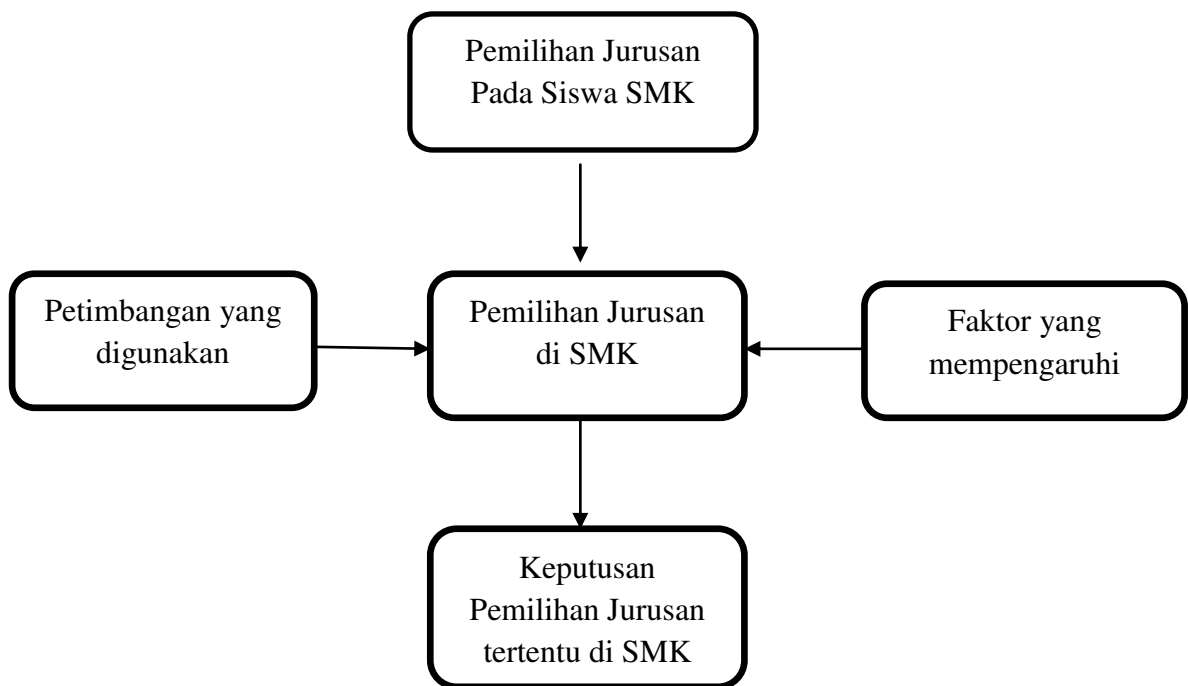 Pemilihan Jurusan
Pada Siswa SMK
Petimbangan yang
digunakan
Pemilihan Jurusan
di SMK
Faktor yang
mempengaruhi
Keputusan
Pemilihan Jurusan
tertentu di SMK